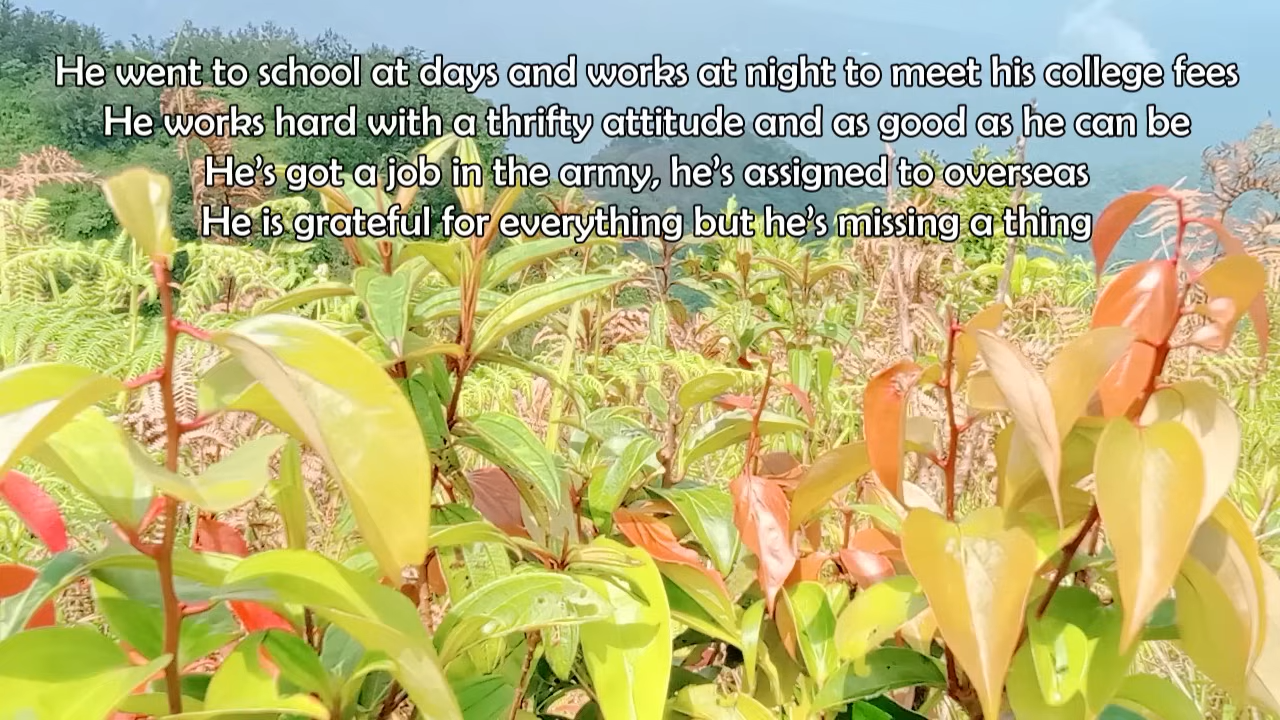 He went to school at days and works at night to meet his college fees
He works hard with a thrifty attitude and as good as he can be
He's got a job in the army, he's assigned to overseas
He is grateful for everything but he's missing a thing